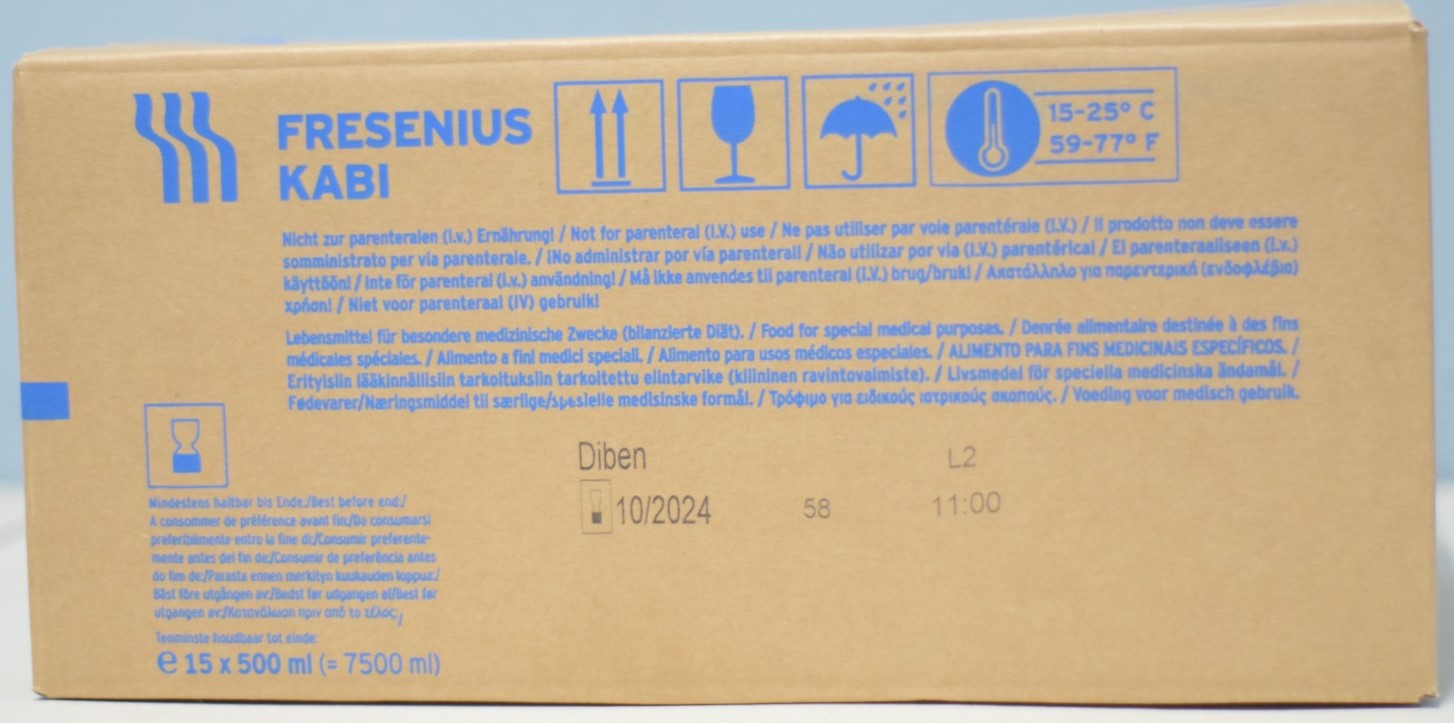 FRESENIUS
KABI
15-25° C
59-77° F
Nicht zur parenteralen (i.v.) Ernährung! / Not for parenteral (I.V.) use / Ne pas utiliser par voie parentérale (I.V.) / Il prodotto non deve essere
somministrato per via parenterale. / ¡No administrar por vía parenteral! / Não utilizar por via (I.V.) parentérica! / Ei parenteraaliseen (i.v.)
käyttöön! / Inte för parenteral (i.v.) användning! / Må ikke anvendes til parenteral (I.V.) brug/bruk! / Ακατάλληλο για παρεντερική (ενδοφλέβια)
χρήση! / Niet voor parenteraal (IV) gebruik!
Lebensmittel für besondere medizinische Zwecke (bilanzierte Diät). / Food for special medical purposes. / Denrée alimentaire destinée à des fins
médicales spéciales. / Alimento a fini medici speciali. / Alimento para usos médicos especiales. / ALIMENTO PARA FINS MEDICINAIS ESPECÍFICOS. /
Erityisiin lääkinnällisiin tarkoituksiin tarkoitettu elintarvike (kliininen ravintovalmiste). / Livsmedel för speciella medicinska ändamål. /
Fødevarer/Næringsmiddel til særlige/spesielle medisinske formål. / Τρόφιμο για ειδικούς ιατρικούς σκοπούς. / Voeding voor medisch gebruik.
Diben
L2
10/2024
58
11:00
Mindestens haltbar bis Ende:/Best before end:/
A consommer de préférence avant fin:/Da consumarsi
preferibilmente entro la fine di:/Consumir preferente-
mente antes del fin de:/Consumir de preferência antes
do fim de:/Parasta ennen merkityn kuukauden loppua:/
Bäst före utgången av:/Bedst før udgangen af/Best før
utgangen av:/Κατανάλωση πριν από το τέλος:/
Tenminste houdbaar tot einde:
e 15 x 500 ml (= 7500 ml)